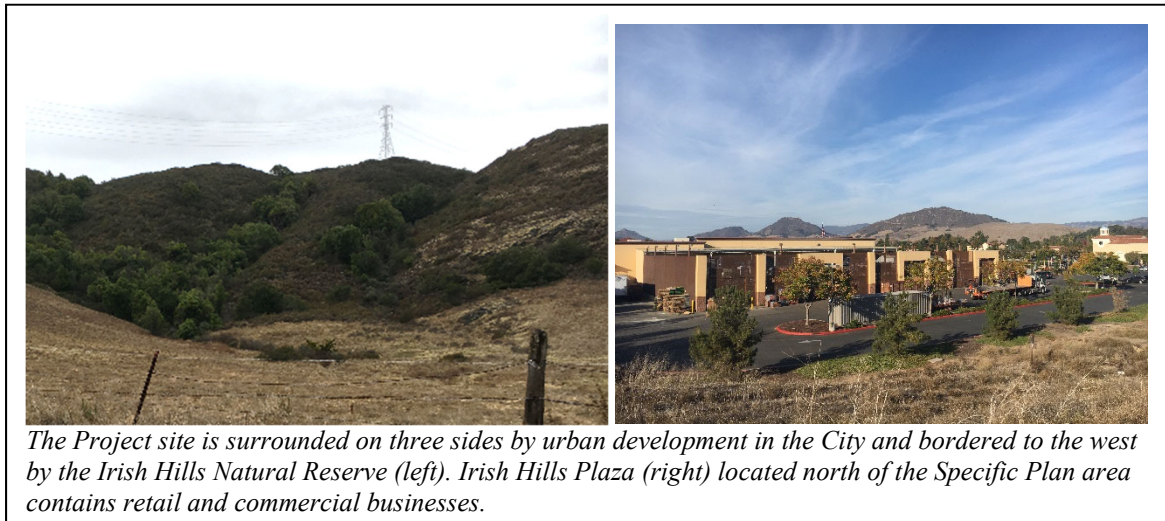 The Project site is surrounded on three sides by urban development in the City and bordered to the west
by the Irish Hills Natural Reserve (left). Irish Hills Plaza (right) located north of the Specific Plan area
contains retail and commercial businesses.